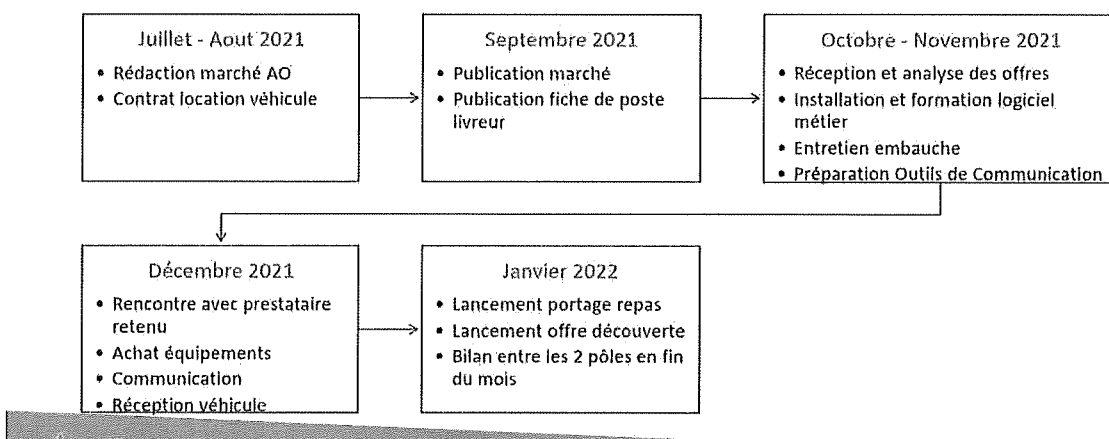 Juillet - Aout 2021
• Rédaction marché AO
• Contrat location véhicule
Septembre 2021
• Publication marché
• Publication fiche de poste
livreur
Octobre - Novembre 2021
• Réception et analyse des offres
• Installation et formation logiciel
métier
• Entretien embauche
• Préparation Outils de Communication
Décembre 2021
• Rencontre avec prestataire
retenu
• Achat équipements
• Communication
• Réception véhicule
Janvier 2022
• Lancement portage repas
• Lancement offre découverte
• Bilan entre les 2 pôles en fin
du mois